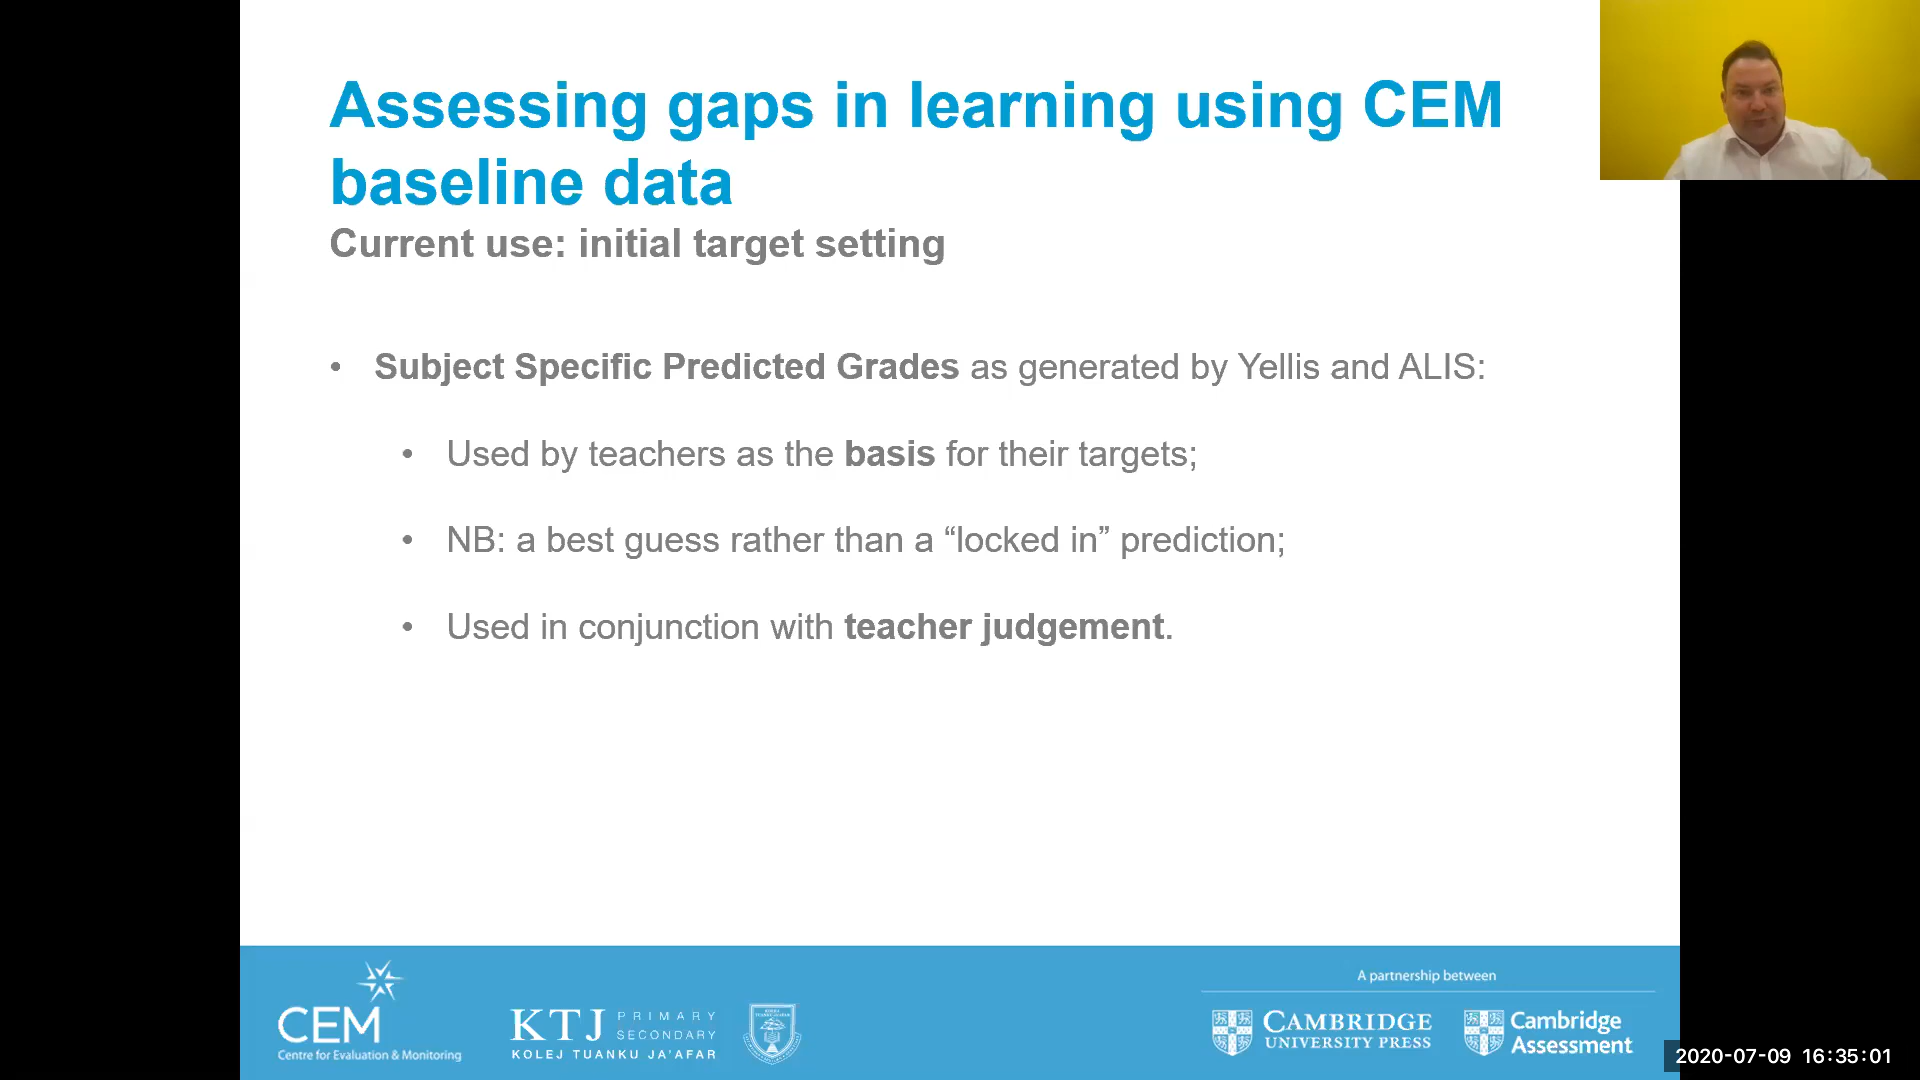 Assessing gaps in learning using CEM
baseline data
Current use: initial target setting
• Subject Specific Predicted Grades as generated by Yellis and ALIS:
• Used by teachers as the basis for their targets;
• NB: a best guess rather than a “locked in” prediction;
• Used in conjunction with teacher judgement.
CEM
Centre for Evaluation & Monitoring
KTJ PRIMARY
SECONDARY
KOLEJ TUANKU JA'AFAR
A partnership between
CAMBRIDGE
UNIVERSITY PRESS
Cambridge
Assessment
2020-07-09 16:35:01